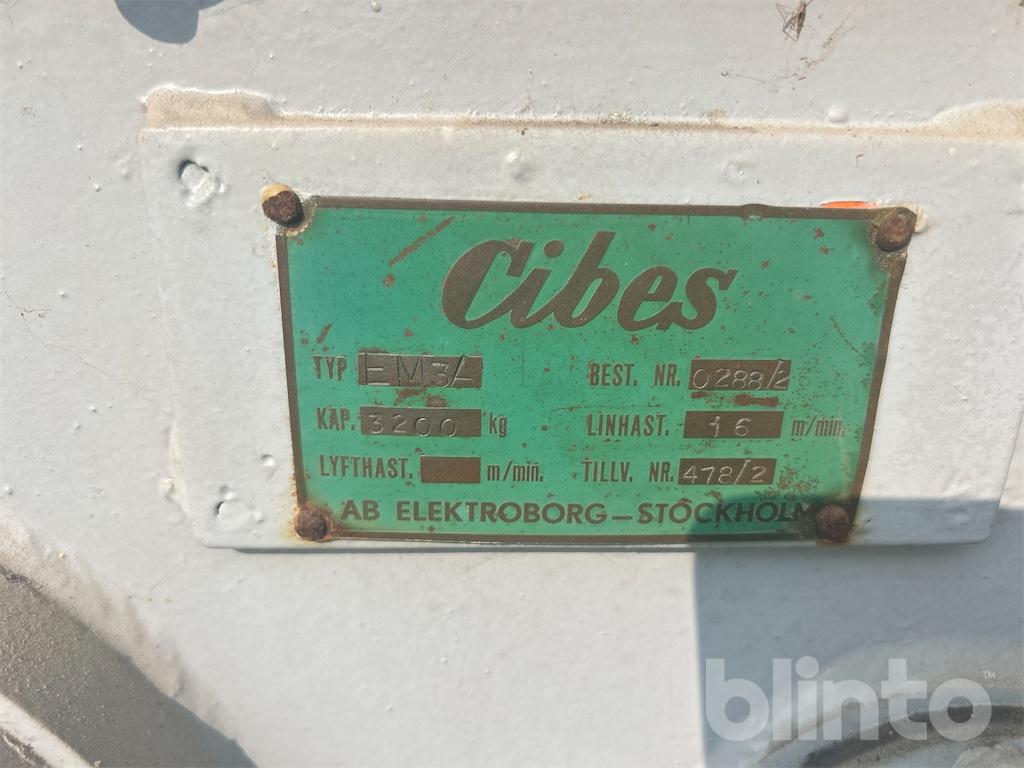 Cibes
TYP EM3A BEST. NR. 0288/2
KAP. 3200 kg LINHAST. 16 m/min.
LYFTHAST. m/min. TILLV. NR. 478/2
AB ELEKTROBORG-STOCKHOLM
blinto™